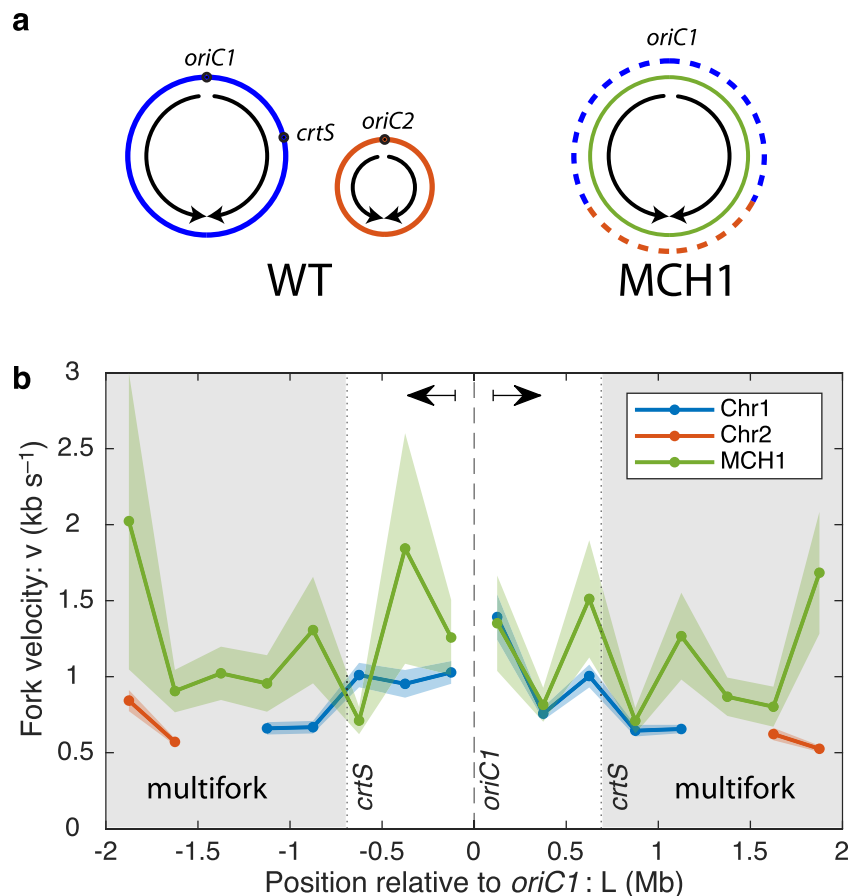 a
oriC1
crtS
oriC2
WT
oriC1
MCH1
b
Fork velocity: v (kb s⁻¹)
3
2.5
2
1.5
1
0.5
0
Chr1
Chr2
MCH1
multifork
crtS
oriC1
crtS
multifork
-2
-1.5
-1
-0.5
0
0.5
1
1.5
2
Position relative to oriC1: L (Mb)